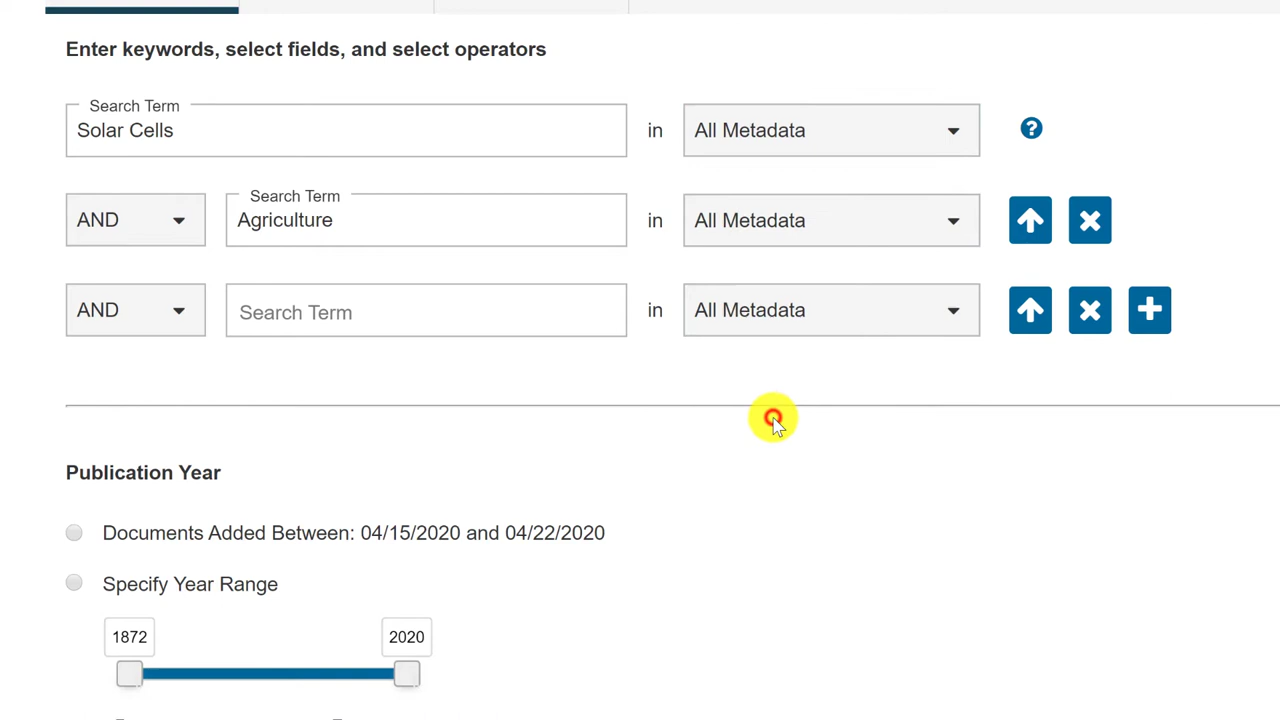 Enter keywords, select fields, and select operators
Search Term
Solar Cells in All Metadata ?
Search Term
AND Agriculture in All Metadata
AND Search Term in All Metadata
Publication Year
Documents Added Between: 04/15/2020 and 04/22/2020
Specify Year Range
1872 2020